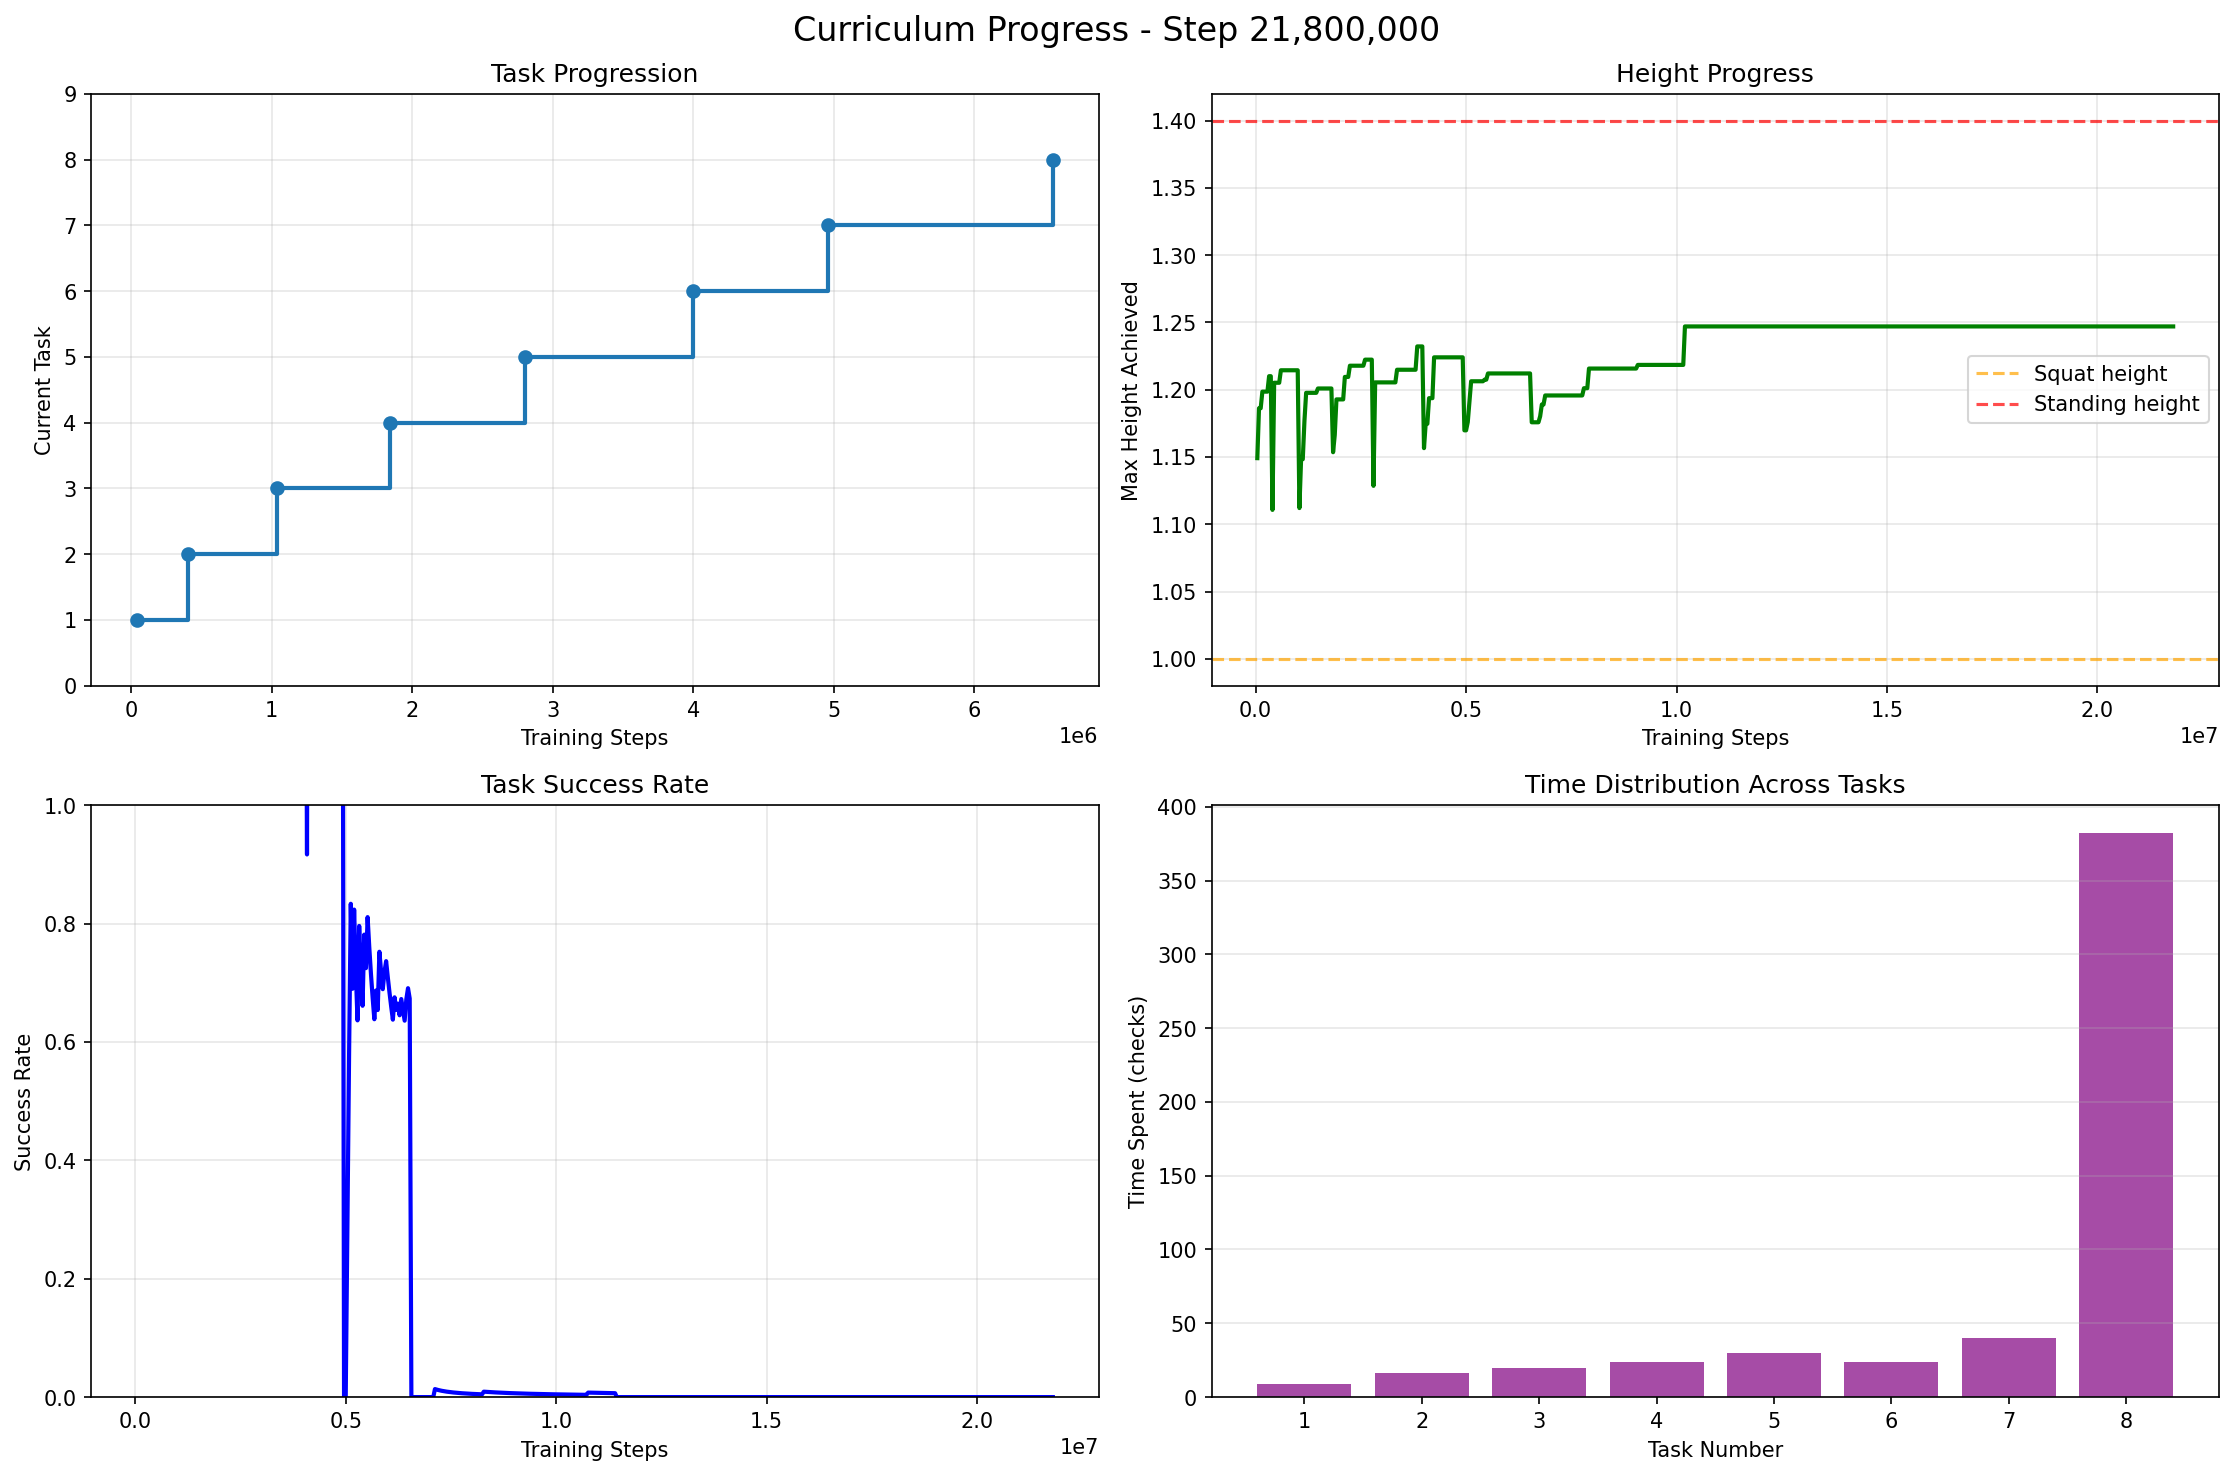 Curriculum Progress - Step 21,800,000
Task Progression
9
8
7
6
5
4
3
2
1
0
Current Task
0 1 2 3 4 5 6
1e6
Training Steps
Height Progress
1.40
1.35
1.30
1.25
1.20
1.15
1.10
1.05
1.00
Max Height Achieved
Squat height
Standing height
0.0 0.5 1.0 1.5 2.0
1e7
Training Steps
Task Success Rate
1.0
0.8
0.6
0.4
0.2
0.0
Success Rate
0.0 0.5 1.0 1.5 2.0
1e7
Training Steps
Time Distribution Across Tasks
400
350
300
250
200
150
100
50
0
Time Spent (checks)
1 2 3 4 5 6 7 8
Task Number